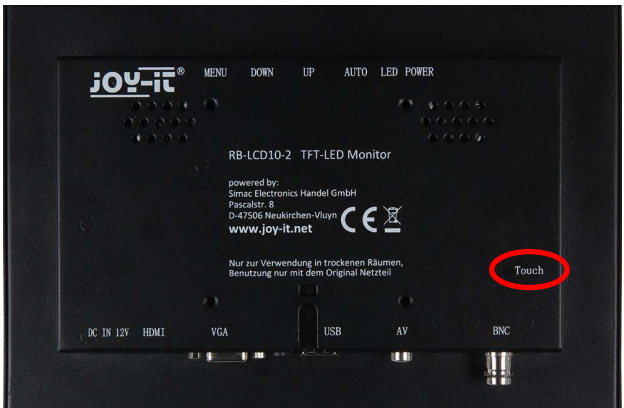 joy-it®
MENU DOWN UP AUTO LED POWER
RB-LCD10-2 TFT-LED Monitor
powered by:
Simac Electronics Handel GmbH
Pascalstr. 8
D-47506 Neukirchen-Vluyn
www.joy-it.net
CE
Nur zur Verwendung in trockenen Räumen,
Benutzung nur mit dem Original Netzteil
Touch
DC IN 12V HDMI VGA USB AV BNC